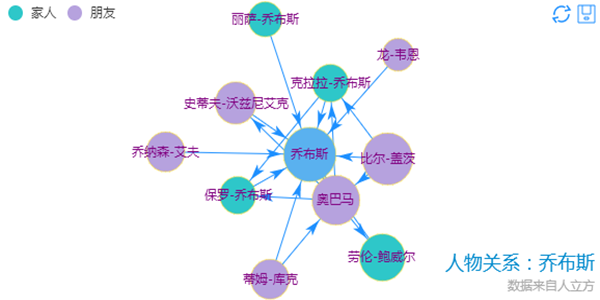 家人 朋友
丽萨-乔布斯
龙-韦恩
克拉拉-乔布斯
史蒂夫-沃兹尼艾克
乔纳森-艾夫
乔布斯
比尔-盖茨
保罗-乔布斯
奥巴马
劳伦-鲍威尔
蒂姆-库克
人物关系：乔布斯
数据来自人立方